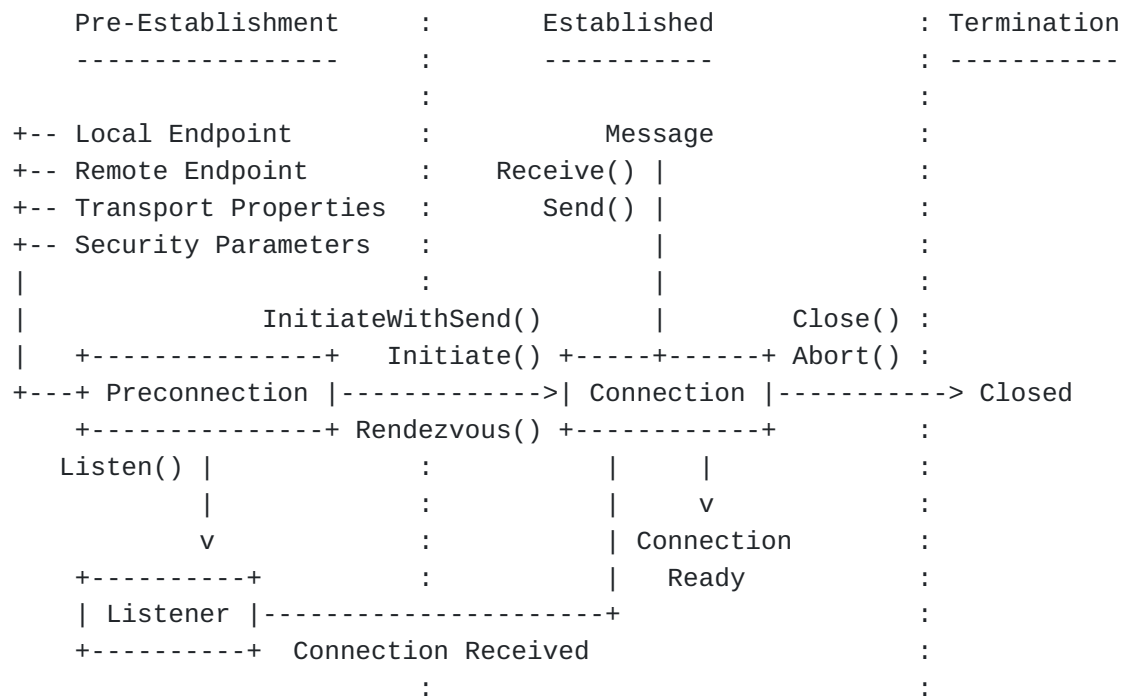 Pre-Establishment     :       Established             : Termination
    -----------------     :       -----------             : -----------
                          :                               :
+-- Local Endpoint        :           Message             :
+-- Remote Endpoint       :    Receive() |                :
+-- Transport Properties  :       Send() |                :
+-- Security Parameters   :              |                :
|                         :              |                :
|               InitiateWithSend()       |        Close() :
|   +---------------+   Initiate() +-----+------+ Abort() :
+---+ Preconnection |------------->| Connection |-----------> Closed
    +---------------+ Rendezvous() +------------+         :
   Listen() |             :           |     |             :
            |             :           |     v             :
            v             :           | Connection        :
    +----------+          :           |   Ready           :
    | Listener |----------------------+                   :
    +----------+  Connection Received                     :
                          :                               :